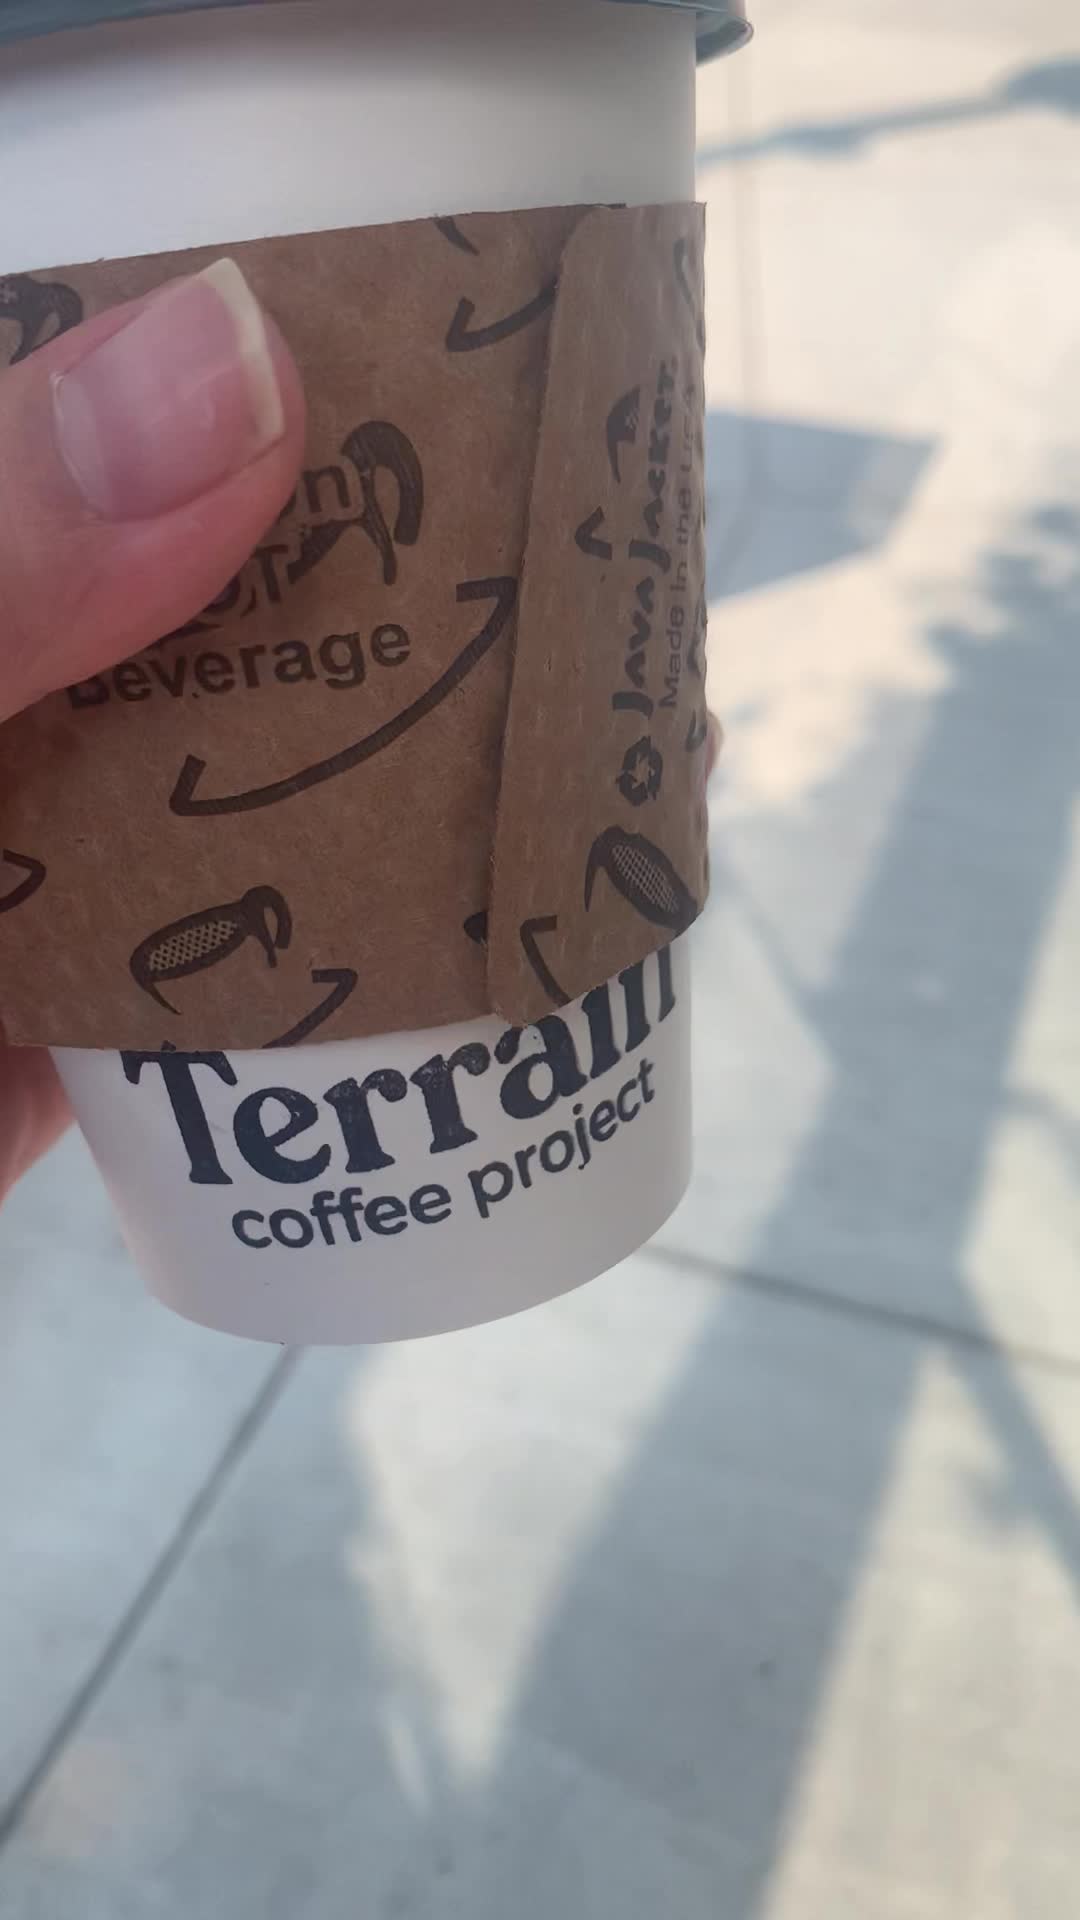 Beverage
Java Jacket.
Made in the
Terrain
coffee project